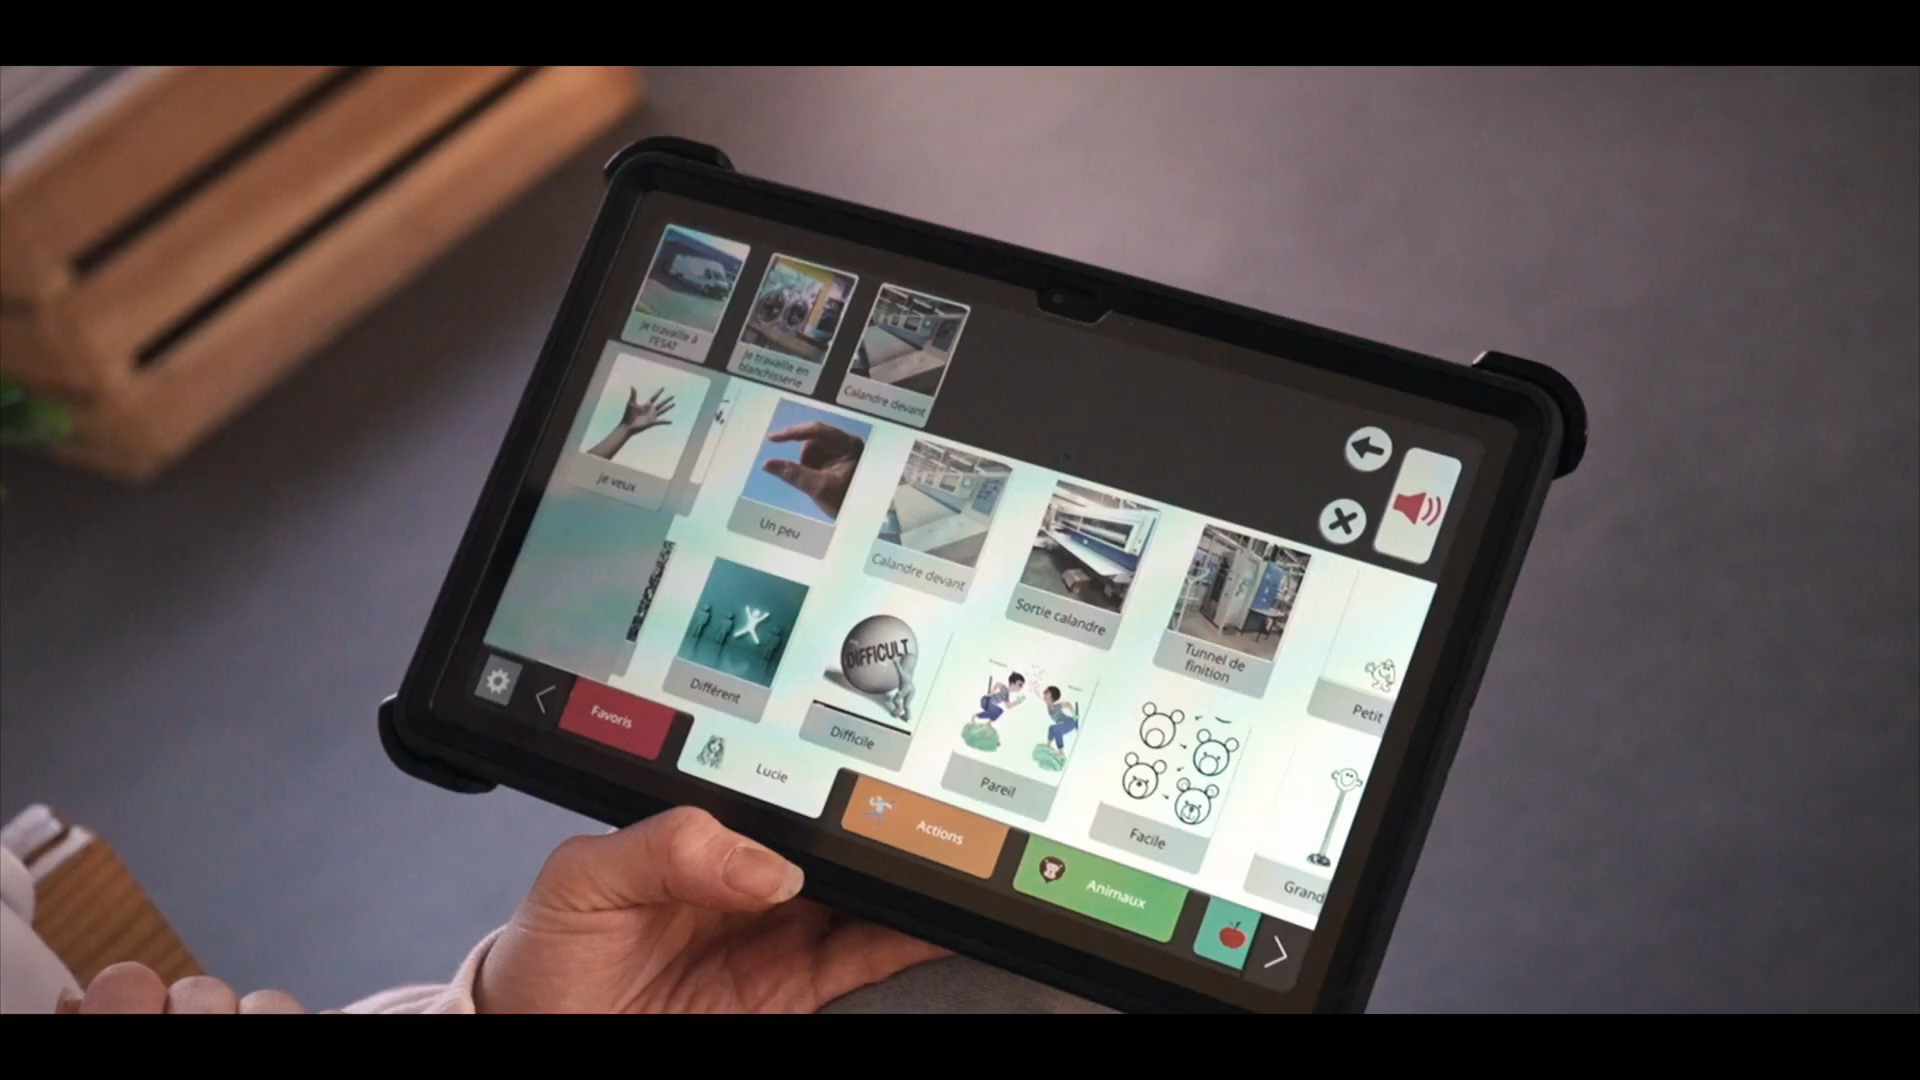 Je travaille à
l'ESAT
Je travaille en
blanchisserie
Calandre devant
je veux
Un peu
Calandre devant
Sortie calandre
Tunnel de
finition
Petit
Différent
DIFFICULT
Difficile
Pareil
Facile
Grand
Favoris
Lucie
Actions
Animaux